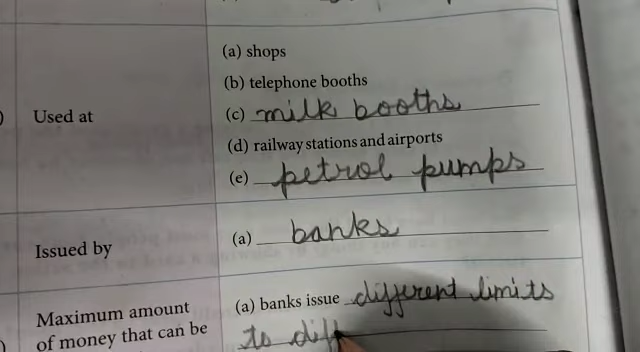 (a) shops
(b) telephone booths
Used at
(c) milk booths
(d) railway stations and airports
(e) petrol pumps
Issued by
(a) banks
Maximum amount
of money that can be
(a) banks issue different limits
to diff